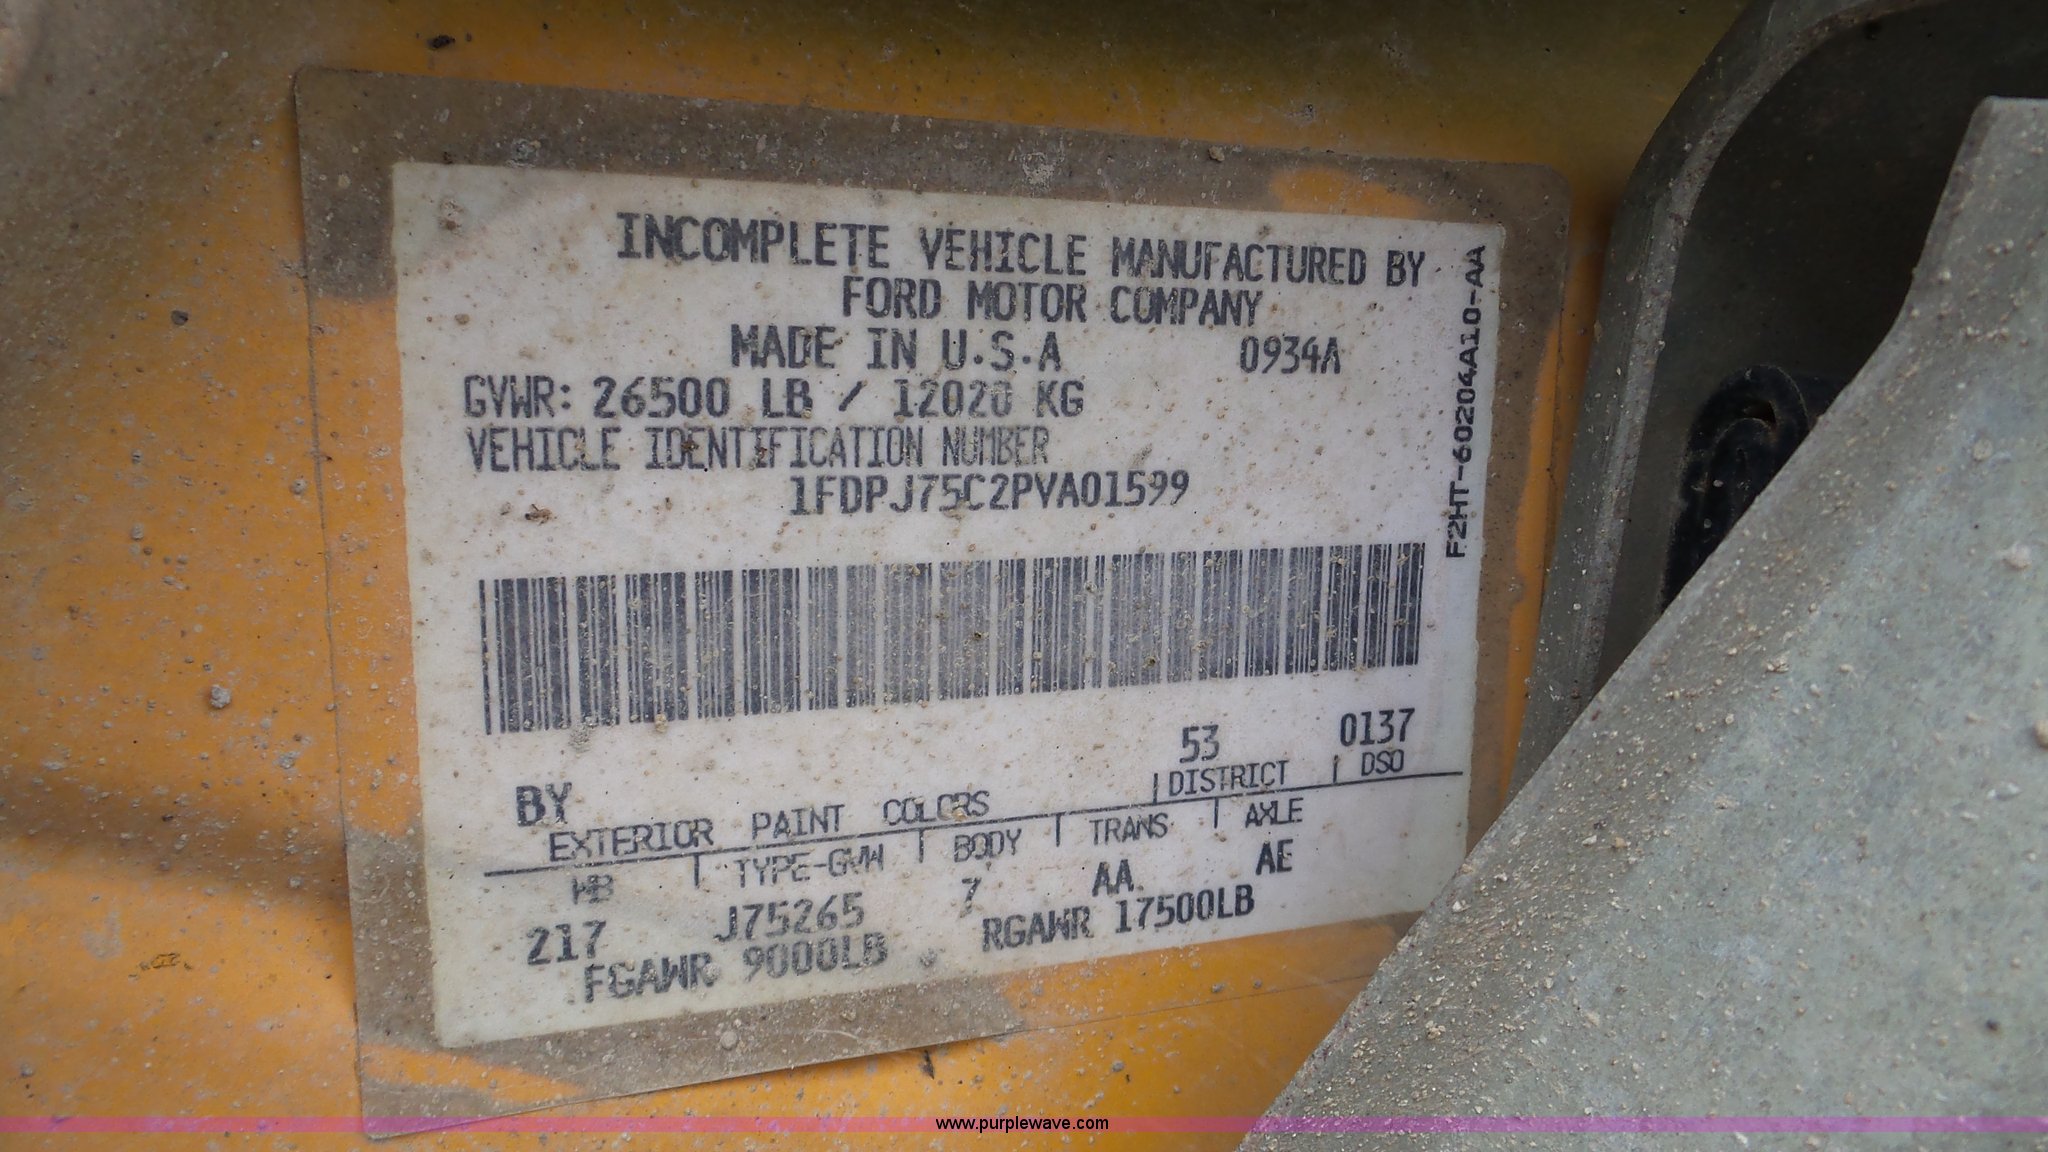 INCOMPLETE VEHICLE MANUFACTURED BY
FORD MOTOR COMPANY
MADE IN U.S.A 0934A
GVWR: 26500 LB / 12020 KG
VEHICLE IDENTIFICATION NUMBER
1FDPJ75C2PVA01599
F2HT-60204A10-AA
53 0137
BY DISTRICT DSO
EXTERIOR PAINT COLORS
WB TYPE-GVW BODY TRANS AXLE
217 J75265 7 AA AE
FGAWR 9000LB RGAWR 17500LB
www.purplewave.com